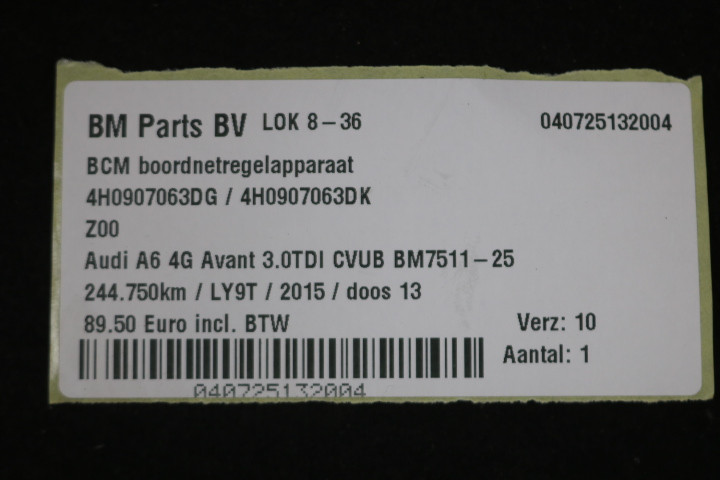 BM Parts BV LOK 8-36 040725132004
BCM boordnetregelapparaat
4H0907063DG / 4H0907063DK
Z00
Audi A6 4G Avant 3.0TDI CVUB BM7511-25
244.750km / LY9T / 2015 / doos 13
89.50 Euro incl. BTW Verz: 10
Aantal: 1
040725132004